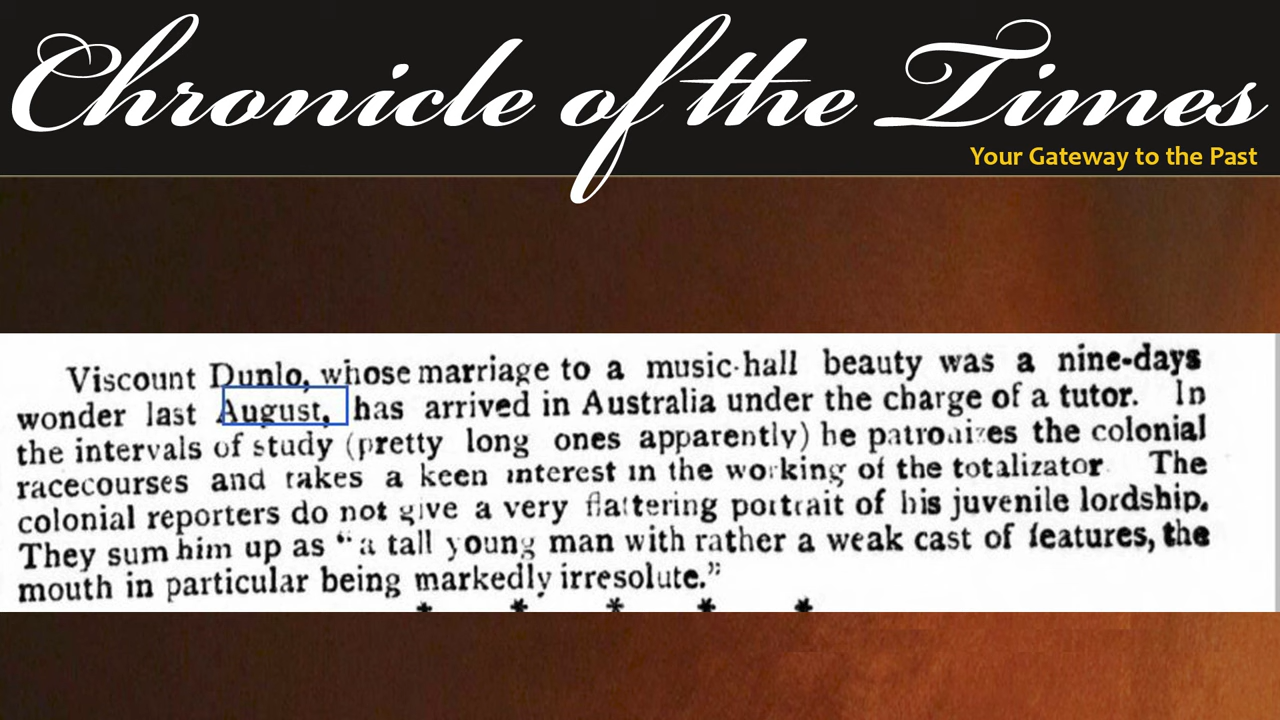 Chronicle of the Times
Your Gateway to the Past
Viscount Dunlo, whose marriage to a music-hall beauty was a nine-days
wonder last August, has arrived in Australia under the charge of a tutor. In
the intervals of study (pretty long ones apparently) he patronizes the colonial
racecourses and takes a keen interest in the working of the totalizator The
colonial reporters do not give a very flattering portrait of his juvenile lordship.
They sum him up as “a tall young man with rather a weak cast of features, the
mouth in particular being markedly irresolute.”
* * * * *